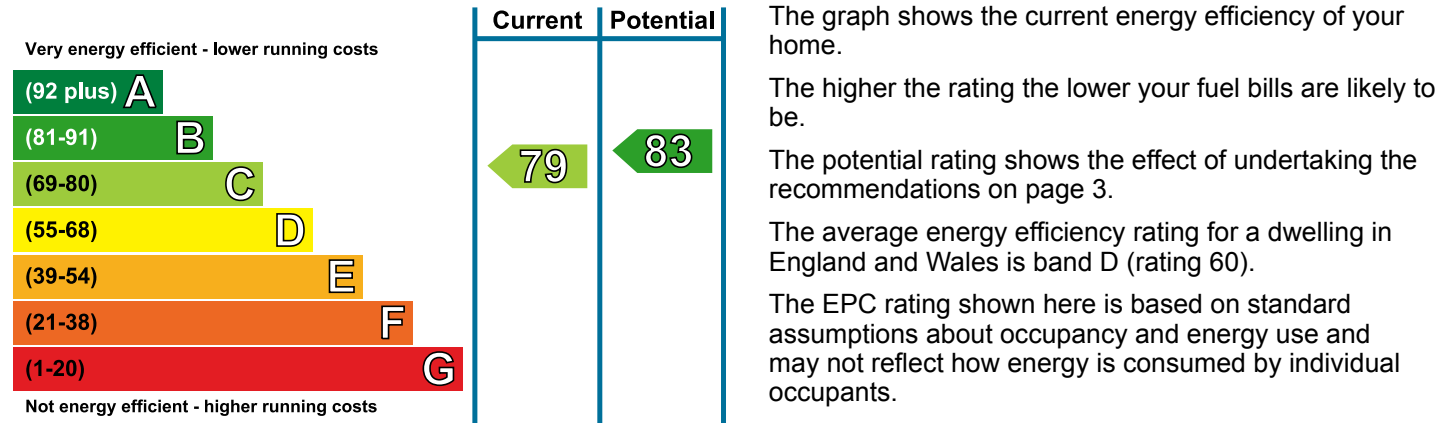 Current Potential
Very energy efficient - lower running costs
(92 plus) A
(81-91) B
(69-80) C
(55-68) D
(39-54) E
(21-38) F
(1-20) G
Not energy efficient - higher running costs
79
83
The graph shows the current energy efficiency of your
home.
The higher the rating the lower your fuel bills are likely to
be.
The potential rating shows the effect of undertaking the
recommendations on page 3.
The average energy efficiency rating for a dwelling in
England and Wales is band D (rating 60).
The EPC rating shown here is based on standard
assumptions about occupancy and energy use and
may not reflect how energy is consumed by individual
occupants.